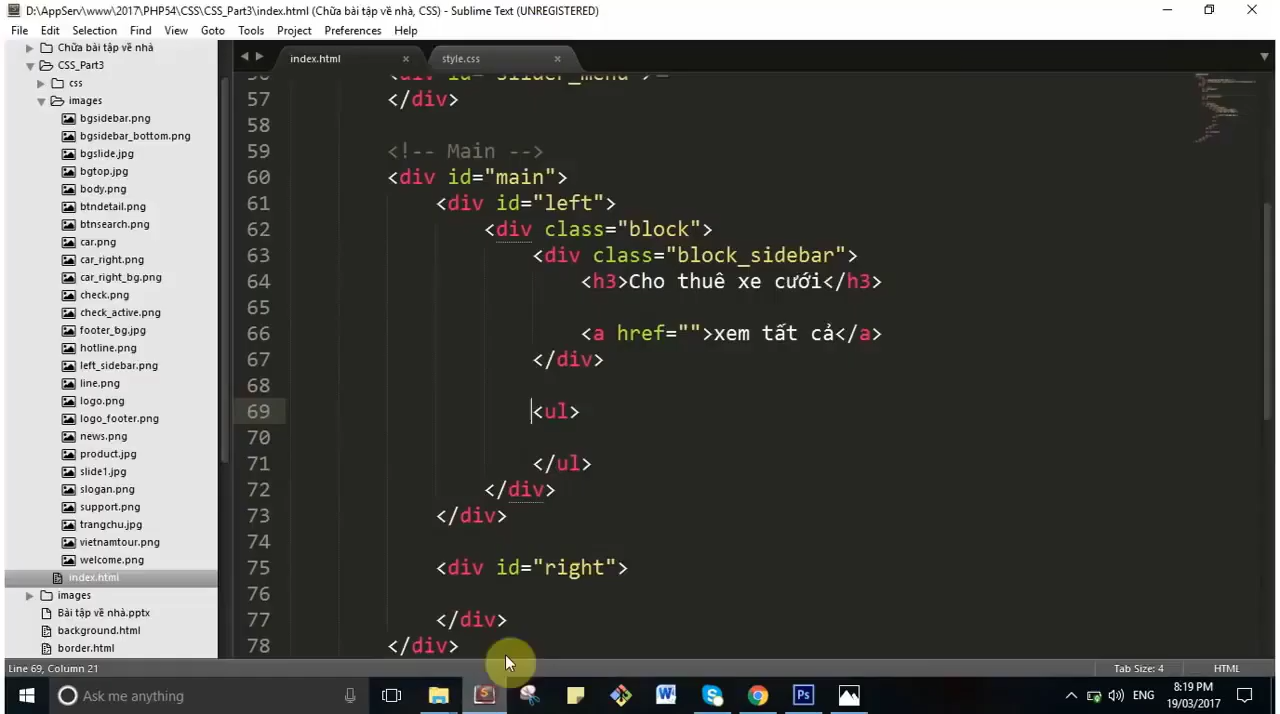 D:\AppServ\www\2017\PHP54\CSS\CSS_Part3\index.html (Chữa bài tập về nhà, CSS) - Sublime Text (UNREGISTERED)
File Edit Selection Find View Goto Tools Project Preferences Help
Chữa bài tập về nhà
CSS_Part3
css
images
bgsidebar.png
bgsidebar_bottom.png
bgslide.jpg
bgtop.jpg
body.png
btndetail.png
btnsearch.png
car.png
car_right.png
car_right_bg.png
check.png
check_active.png
footer_bg.jpg
hotline.png
left_sidebar.png
line.png
logo.png
logo_footer.png
news.png
product.jpg
slide1.jpg
slogan.png
support.png
trangchu.jpg
vietnamtour.png
welcome.png
index.html
images
Bài tập về nhà.pptx
background.html
border.html
index.html × style.css ×
56 <div id="slider_menu">
57 </div>
58
59 <!-- Main -->
60 <div id="main">
61 <div id="left">
62 <div class="block">
63 <div class="block_sidebar">
64 <h3>Cho thuê xe cưới</h3>
65
66 <a href="">xem tất cả</a>
67 </div>
68
69 <ul>
70
71 </ul>
72 </div>
73 </div>
74
75 <div id="right">
76
77 </div>
78 </div>
Line 69, Column 21 Tab Size: 4 HTML
Ask me anything
ENG
8:19 PM
19/03/2017